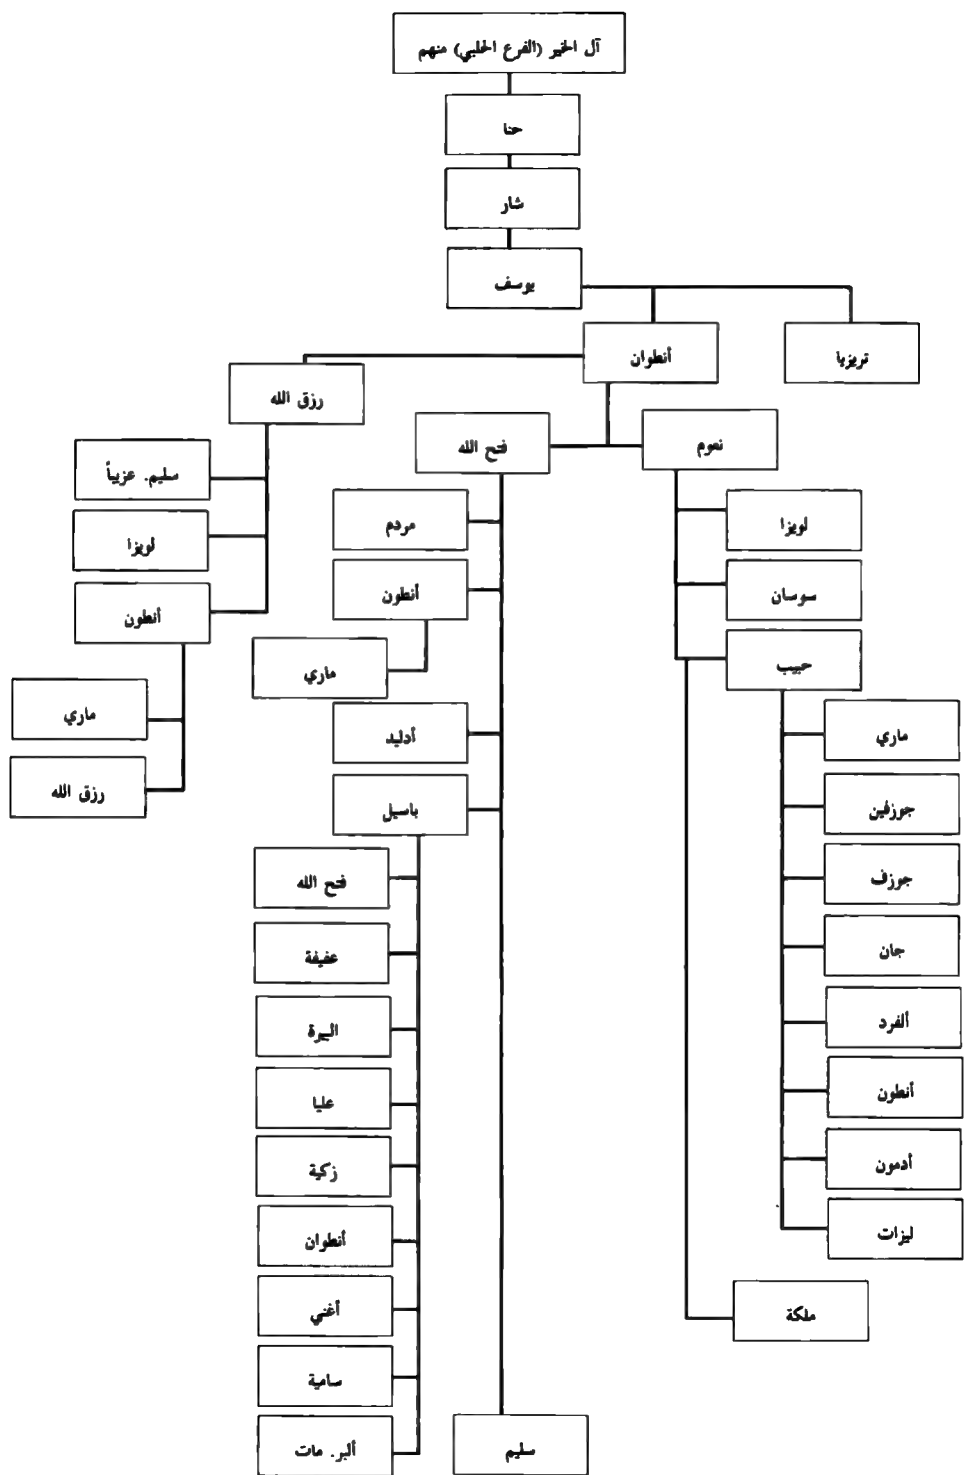 آل الخير (الفرع الحلبي) منهم
حنا
شار
يوسف
تريزيا
أنطوان
رزق الله
نعوم
فتح الله
لويزا
سوسان
حبيب
ماري
جوزفين
جوزف
جان
ألفرد
أنطون
أدمون
ليزات
ملكة
مردم
أنطون
ماري
أدليد
باسيل
فتح الله
عفيفة
البيرة
عليا
زكية
أنطوان
أغني
سامية
ألبر. مات
سليم
سليم. عزيباً
لويزا
أنطون
ماري
رزق الله